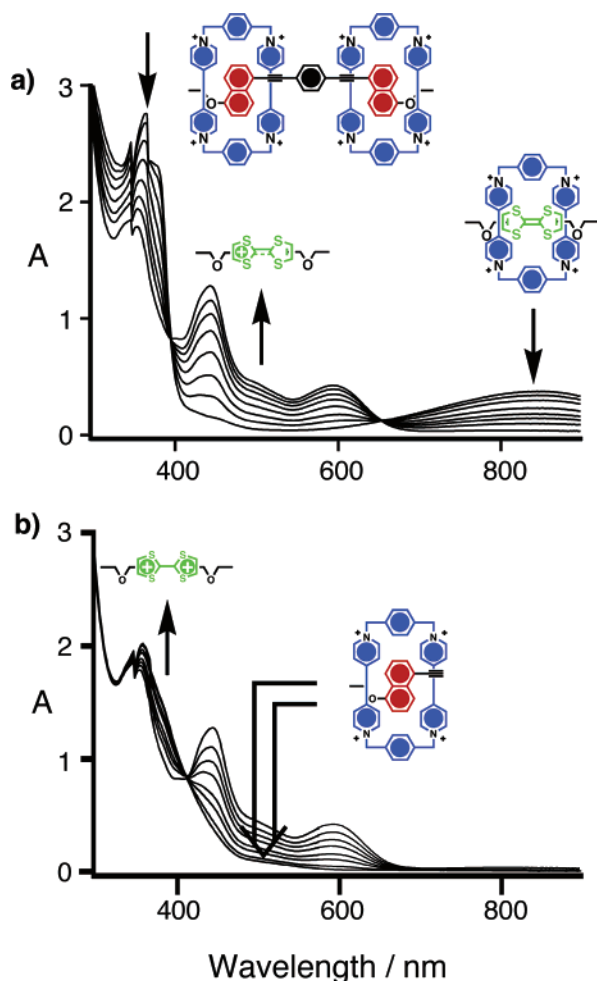 a)
3
2
A
1
0
400
600
800
N+ N+ N+ N+
O O
N+ N+ N+ N+
S S
S S
O O
N+ N+
S S
O O
S S
N+ N+
b)
3
2
A
1
0
400
600
800
S S
S S
O O
N+ N+
O
N+ N+
Wavelength / nm